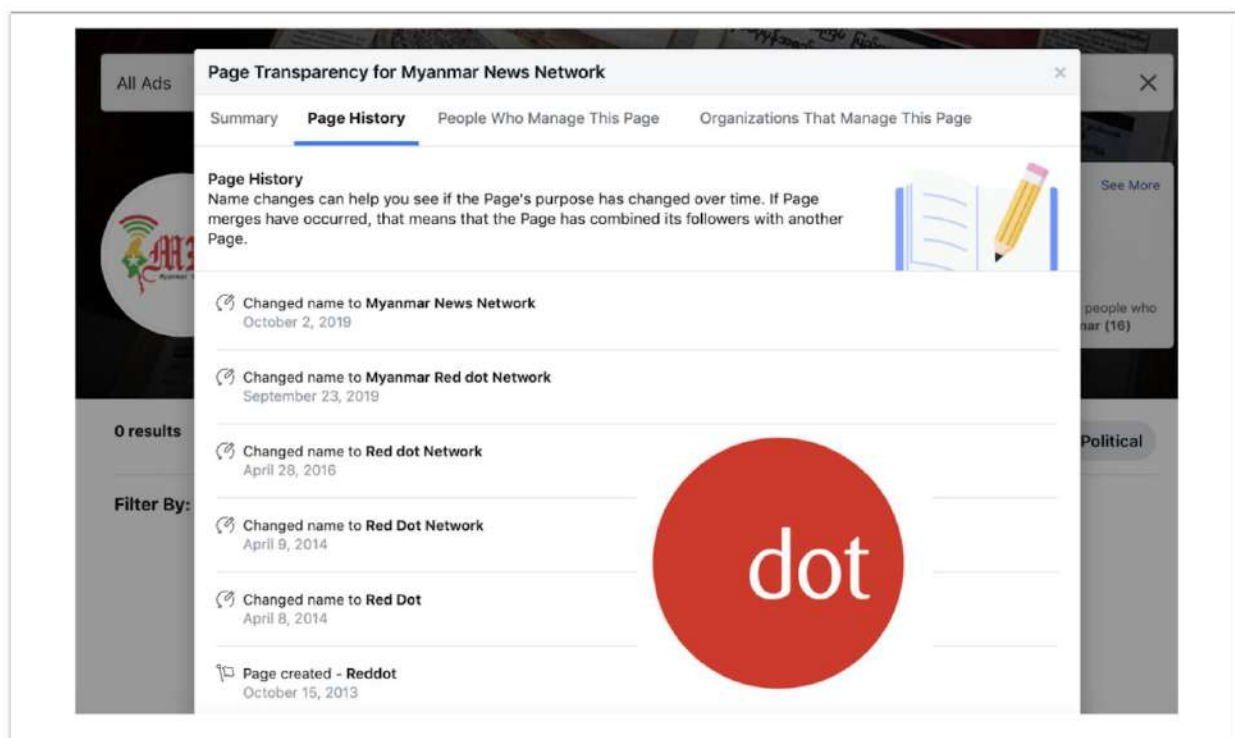 All Ads
Page Transparency for Myanmar News Network
Summary Page History People Who Manage This Page Organizations That Manage This Page
See More
Page History
Name changes can help you see if the Page's purpose has changed over time. If Page
merges have occurred, that means that the Page has combined its followers with another
Page.
people who
mar (16)
Changed name to Myanmar News Network
October 2, 2019
Changed name to Myanmar Red dot Network
September 23, 2019
0 results
Political
Changed name to Red dot Network
April 28, 2016
Filter By:
Changed name to Red Dot Network
April 9, 2014
dot
Changed name to Red Dot
April 8, 2014
Page created - Reddot
October 15, 2013